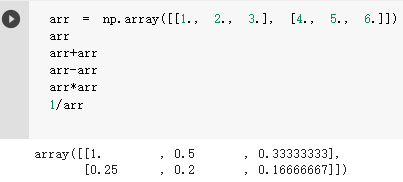 arr = np.array([[1., 2., 3.], [4., 5., 6.]])
arr
arr+arr
arr-arr
arr*arr
1/arr
array([[1.        , 0.5       , 0.33333333],
       [0.25      , 0.2       , 0.16666667]])